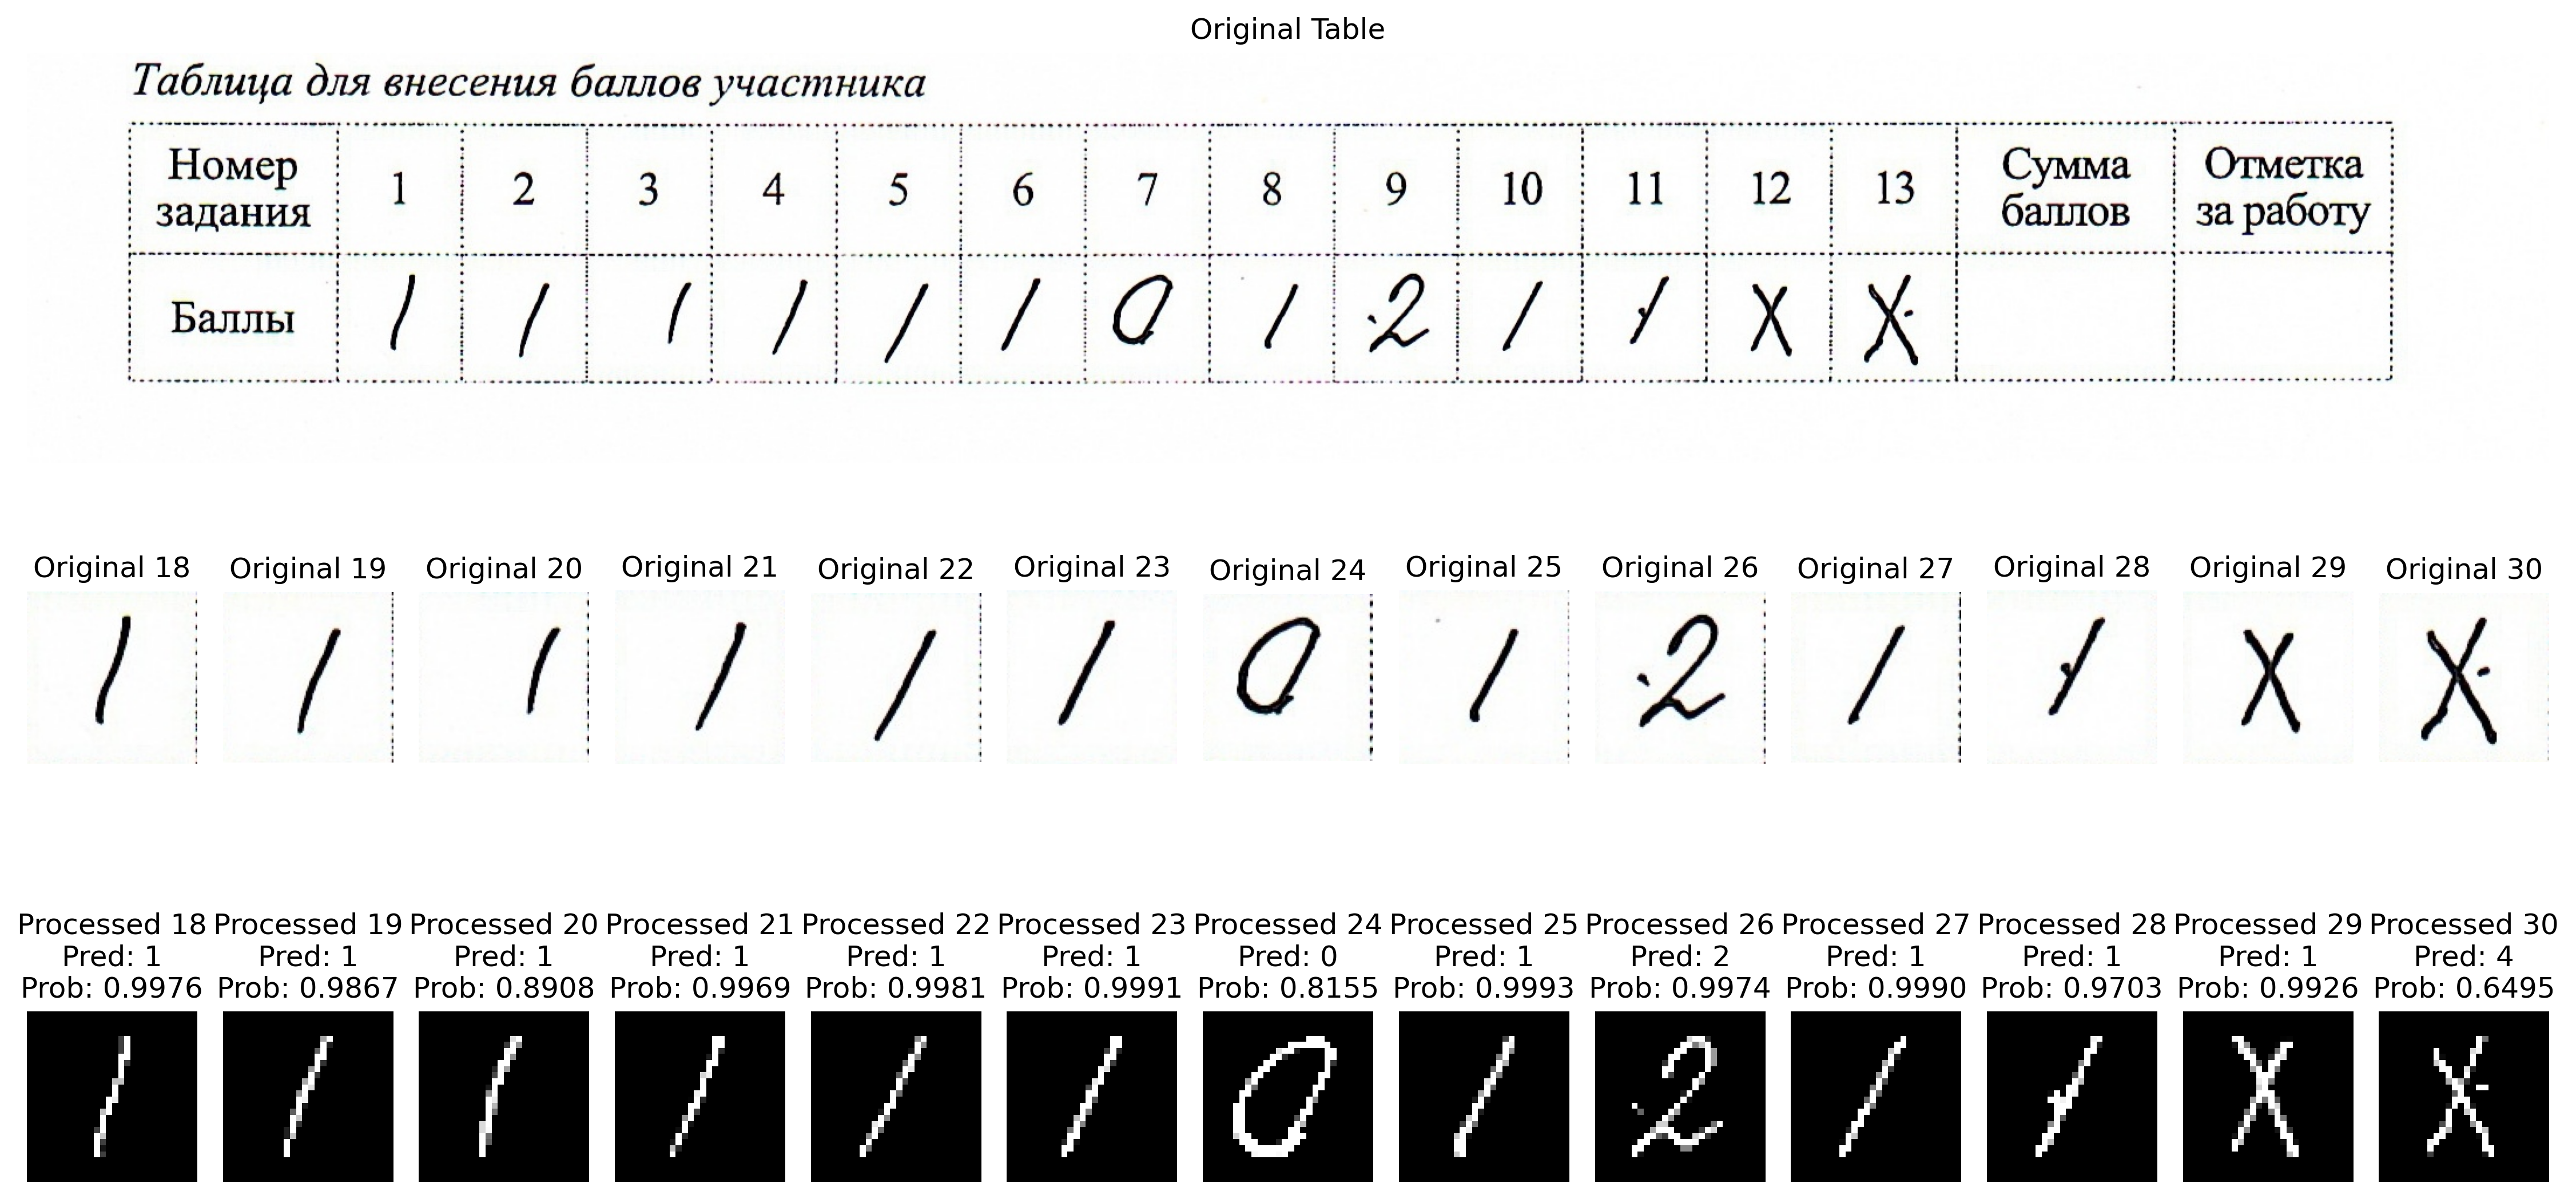 Original Table
Таблица для внесения баллов участника
Номер задания 1 2 3 4 5 6 7 8 9 10 11 12 13 Сумма баллов Отметка за работу
Баллы 1 1 1 1 1 1 0 1 2 1 1 X X
Original 18 Original 19 Original 20 Original 21 Original 22 Original 23 Original 24 Original 25 Original 26 Original 27 Original 28 Original 29 Original 30
1 1 1 1 1 1 0 1 2 1 1 X X
Processed 18 Processed 19 Processed 20 Processed 21 Processed 22 Processed 23 Processed 24 Processed 25 Processed 26 Processed 27 Processed 28 Processed 29 Processed 30
Pred: 1 Pred: 1 Pred: 1 Pred: 1 Pred: 1 Pred: 1 Pred: 0 Pred: 1 Pred: 2 Pred: 1 Pred: 1 Pred: 1 Pred: 4
Prob: 0.9976 Prob: 0.9867 Prob: 0.8908 Prob: 0.9969 Prob: 0.9981 Prob: 0.9991 Prob: 0.8155 Prob: 0.9993 Prob: 0.9974 Prob: 0.9990 Prob: 0.9703 Prob: 0.9926 Prob: 0.6495
1 1 1 1 1 1 0 1 2 1 1 X X